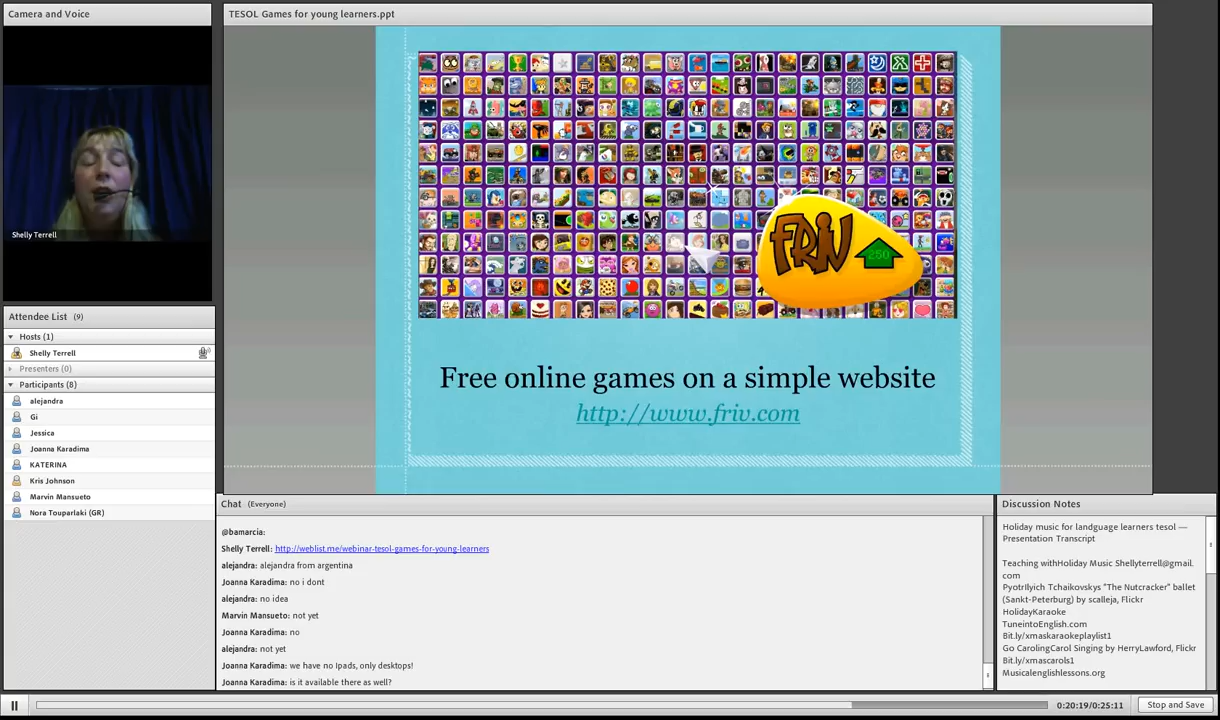 Camera and Voice
Shelly Terrell
Attendee List (9)
Hosts (1)
Shelly Terrell
Presenters (0)
Participants (8)
alejandra
Gi
Jessica
Joanna Karadima
KATERINA
Kris Johnson
Marvin Mansueto
Nora Touparlaki (GR)
TESOL Games for young learners.ppt
FRIV
250
Free online games on a simple website
http://www.friv.com
Chat (Everyone)
@bamarcia:
Shelly Terrell: http://weblist.me/webinar-tesol-games-for-young-learners
alejandra: alejandra from argentina
Joanna Karadima: no i dont
alejandra: no idea
Marvin Mansueto: not yet
Joanna Karadima: no
alejandra: not yet
Joanna Karadima: we have no Ipads, only desktops!
Joanna Karadima: is it available there as well?
Discussion Notes
Holiday music for landguage learners tesol —
Presentation Transcript
Teaching withHoliday Music Shellyterrell@gmail.
com
PyotrIlyich Tchaikovskys "The Nutcracker" ballet
(Sankt-Peterburg) by scalleja, Flickr
HolidayKaraoke
TuneintoEnglish.com
Bit.ly/xmaskaraokeplaylist1
Go CarolingCarol Singing by HerryLawford, Flickr
Bit.ly/xmascarols1
Musicalenglishlessons.org
0:20:19/0:25:11
Stop and Save